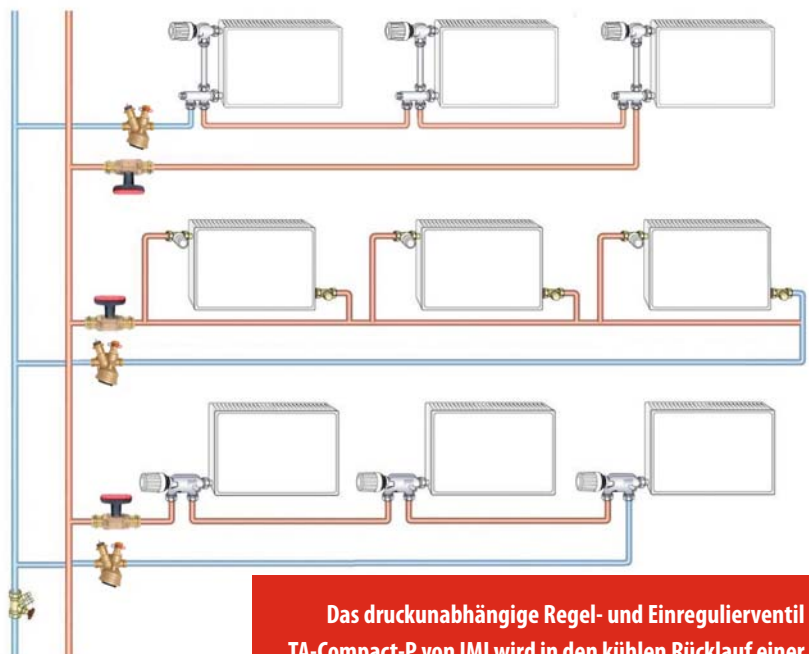 Das druckunabhängige Regel- und Einregulierventil
TA-Compact-P von IMI wird in den kühlen Rücklauf einer